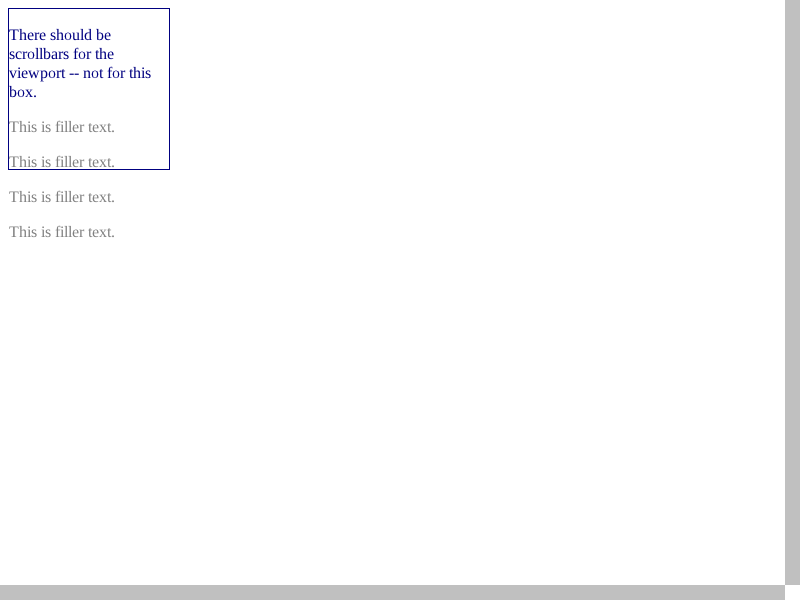 There should be
scrollbars for the
viewport -- not for this
box.
This is filler text.
This is filler text.
This is filler text.
This is filler text.